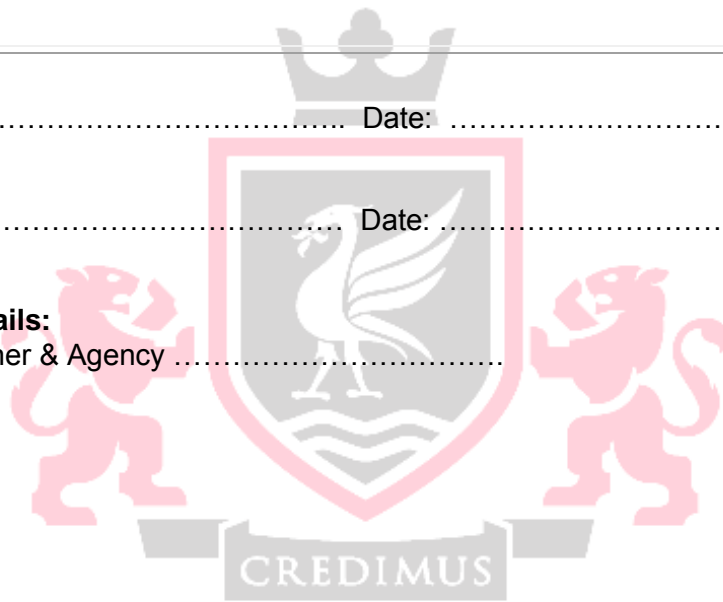 ……………………………….. Date: ……………………………
………………………………. Date: ……………………………
ails:
ner & Agency …………………………….
CREDIMUS